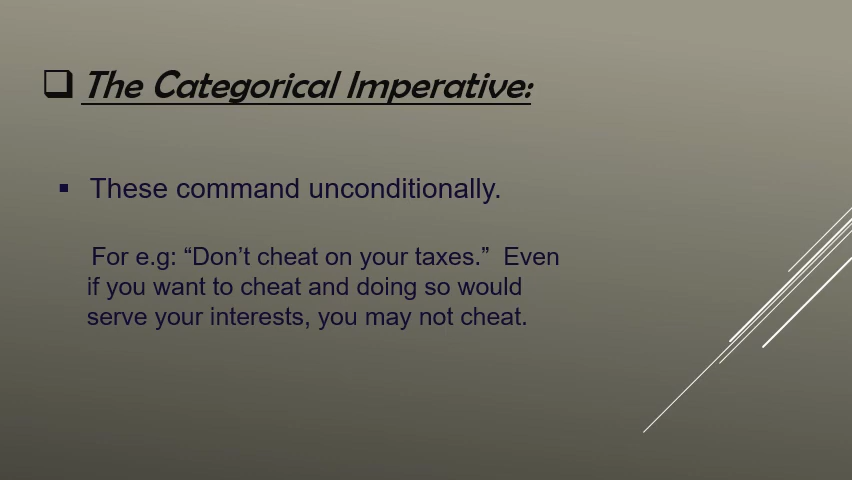 The Categorical Imperative:
These command unconditionally.
For e.g: “Don’t cheat on your taxes.”  Even
if you want to cheat and doing so would
serve your interests, you may not cheat.